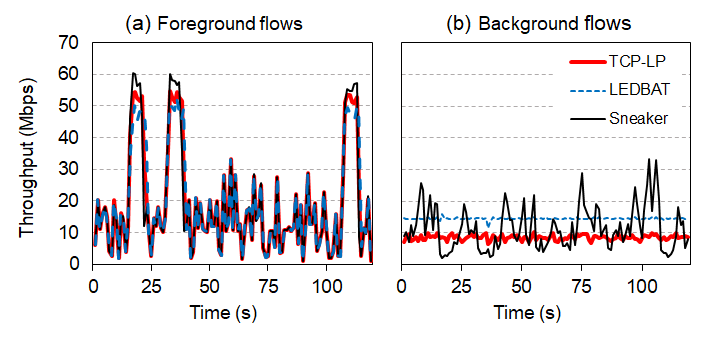 (a) Foreground flows
(b) Background flows
Throughput (Mbps)
70
60
50
40
30
20
10
0
0 25 50 75 100
Time (s)
TCP-LP
LEDBAT
Sneaker
0 25 50 75 100
Time (s)